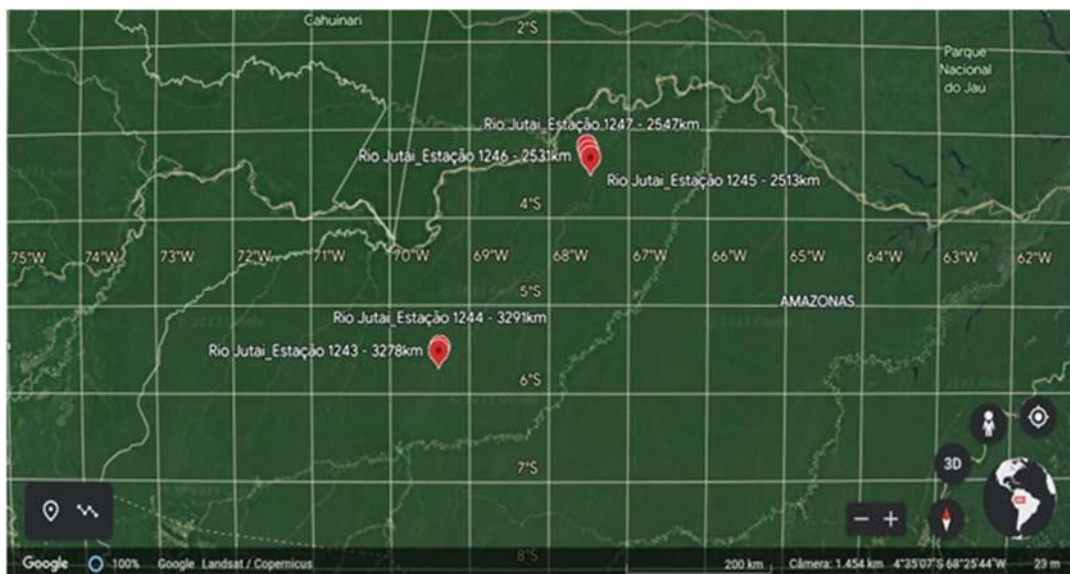 Cahuinari
2°S
Parque
Nacional
do Jaú
Rio Jutai_Estação 1247 - 2547km
Rio Jutai_Estação 1246 - 2531km
Rio Jutai_Estação 1245 - 2513km
4°S
75°W 74°W 73°W 72°W 71°W 70°W 69°W 68°W 67°W 66°W 65°W 64°W 63°W 62°W
5°S
AMAZONAS
Rio Jutai_Estação 1244 - 3291km
Rio Jutai_Estação 1243 - 3278km
6°S
7°S
3D
8°S
Google 100% Google Landsat / Copernicus 200 km Câmera: 1.454 km 4°35'07"S 68°25'44"W 23 m